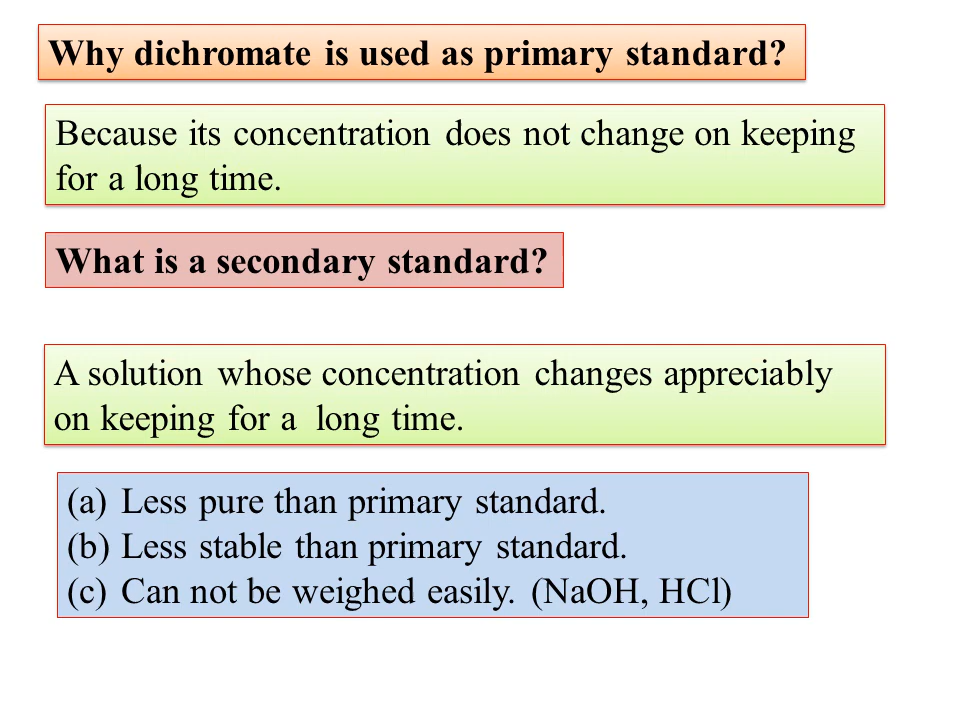 Why dichromate is used as primary standard?
Because its concentration does not change on keeping
for a long time.
What is a secondary standard?
A solution whose concentration changes appreciably
on keeping for a  long time.
(a) Less pure than primary standard.
(b) Less stable than primary standard.
(c) Can not be weighed easily. (NaOH, HCl)